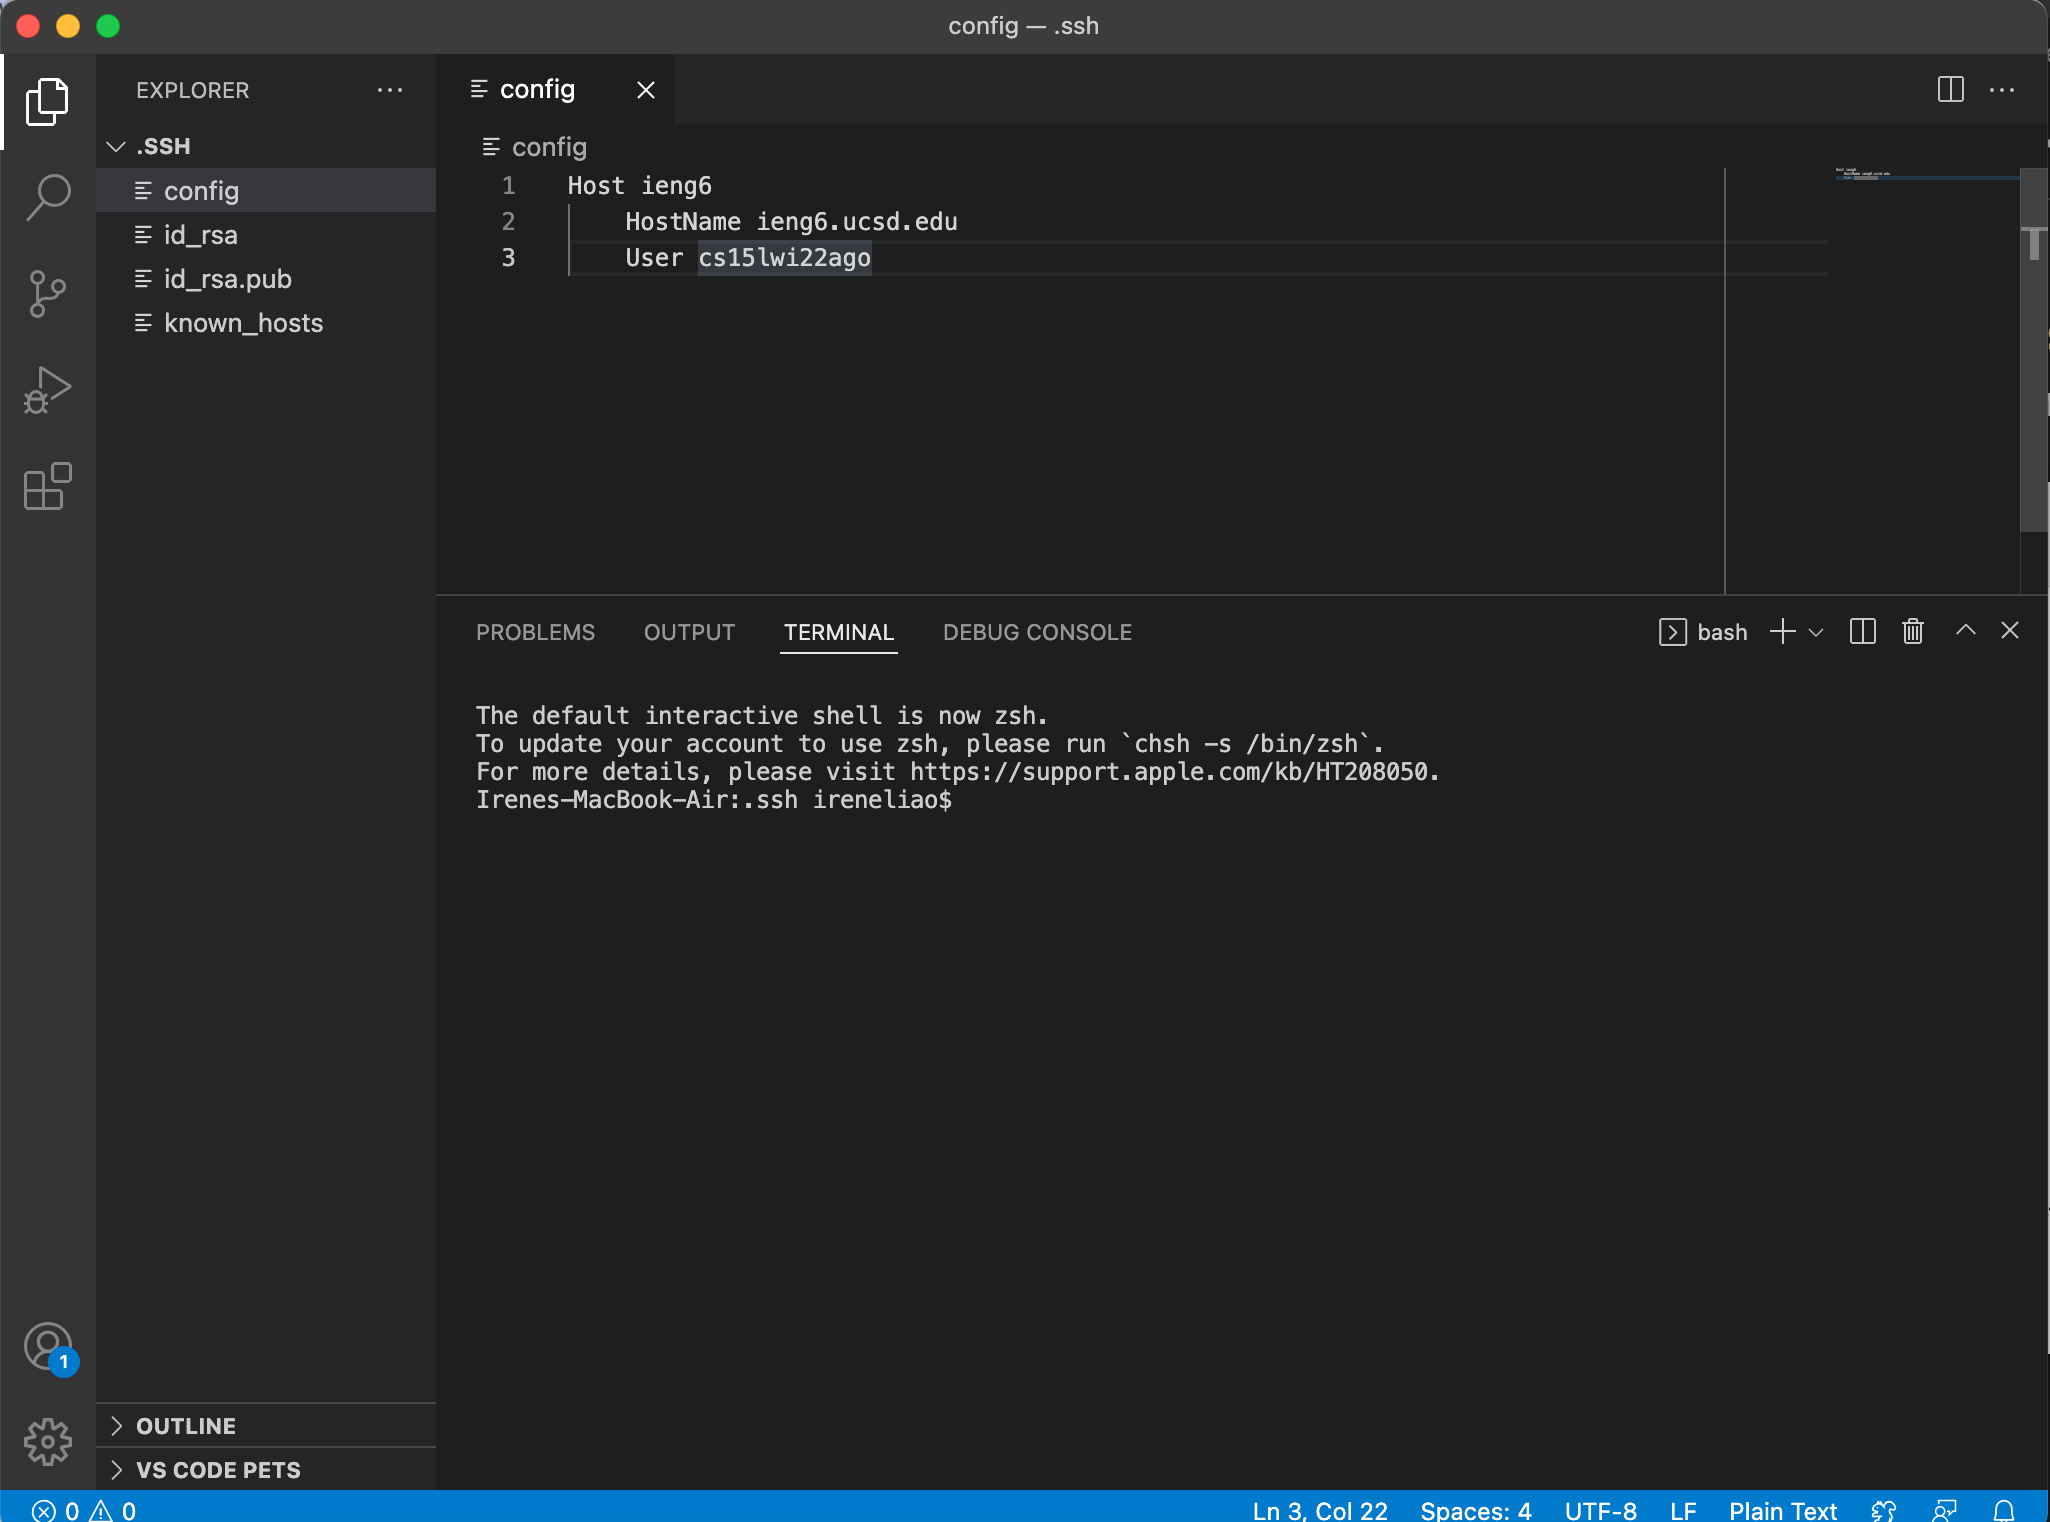 config — .ssh
EXPLORER
.SSH
config
id_rsa
id_rsa.pub
known_hosts
OUTLINE
VS CODE PETS
1
config
config
1 Host ieng6
2 HostName ieng6.ucsd.edu
3 User cs15lwi22ago
PROBLEMS OUTPUT TERMINAL DEBUG CONSOLE bash
The default interactive shell is now zsh.
To update your account to use zsh, please run `chsh -s /bin/zsh`.
For more details, please visit https://support.apple.com/kb/HT208050.
Irenes-MacBook-Air:.ssh ireneliao$
0 0 Ln 3, Col 22 Spaces: 4 UTF-8 LF Plain Text